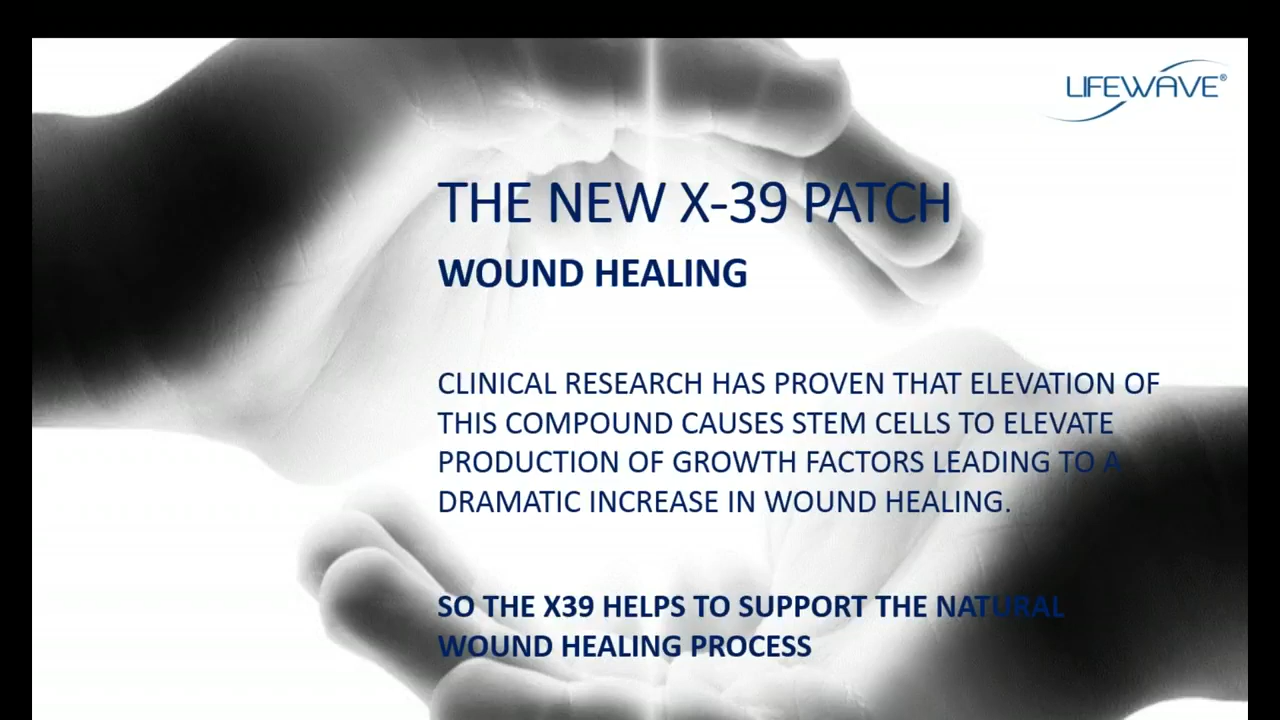 LIFEWAVE®
THE NEW X-39 PATCH
WOUND HEALING
CLINICAL RESEARCH HAS PROVEN THAT ELEVATION OF
THIS COMPOUND CAUSES STEM CELLS TO ELEVATE
PRODUCTION OF GROWTH FACTORS LEADING TO A
DRAMATIC INCREASE IN WOUND HEALING.
SO THE X39 HELPS TO SUPPORT THE NATURAL
WOUND HEALING PROCESS